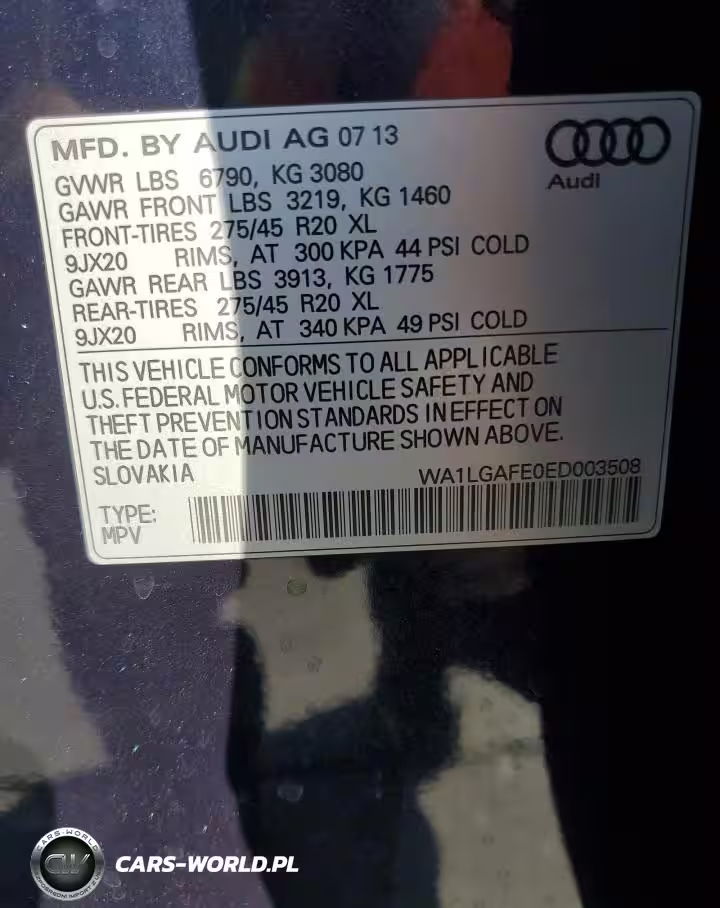 MFD. BY AUDI AG 07 13
Audi
GVWR LBS 6790, KG 3080
GAWR FRONT LBS 3219, KG 1460
FRONT-TIRES 275/45 R20 XL
9JX20 RIMS, AT 300 KPA 44 PSI COLD
GAWR REAR LBS 3913, KG 1775
REAR-TIRES 275/45 R20 XL
9JX20 RIMS, AT 340 KPA 49 PSI COLD
THIS VEHICLE CONFORMS TO ALL APPLICABLE
U.S. FEDERAL MOTOR VEHICLE SAFETY AND
THEFT PREVENTION STANDARDS IN EFFECT ON
THE DATE OF MANUFACTURE SHOWN ABOVE.
SLOVAKIA WA1LGAFE0ED003508
TYPE:
MPV
CARS-WORLD
CW
CARS-WORLD.PL